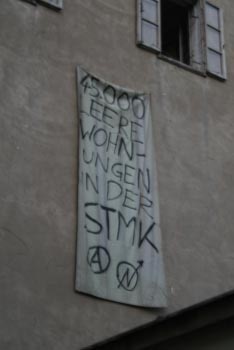 45.000
LEERE
WOHN-
UNGEN
IN DER
STMK
A N